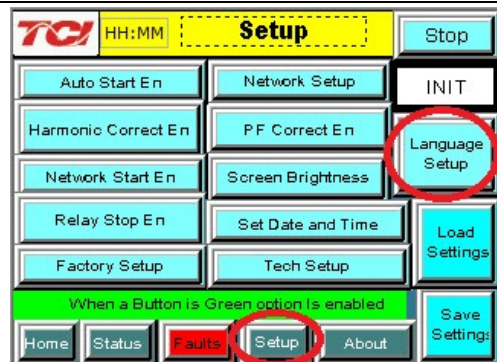 TCI HH:MM Setup Stop
Auto Start En Network Setup INIT
Harmonic Correct En PF Correct En Language
Setup
Network Start En Screen Brightness
Relay Stop En Set Date and Time Load
Settings
Factory Setup Tech Setup
When a Button is Green option Is enabled Save
Settings
Home Status Faults Setup About